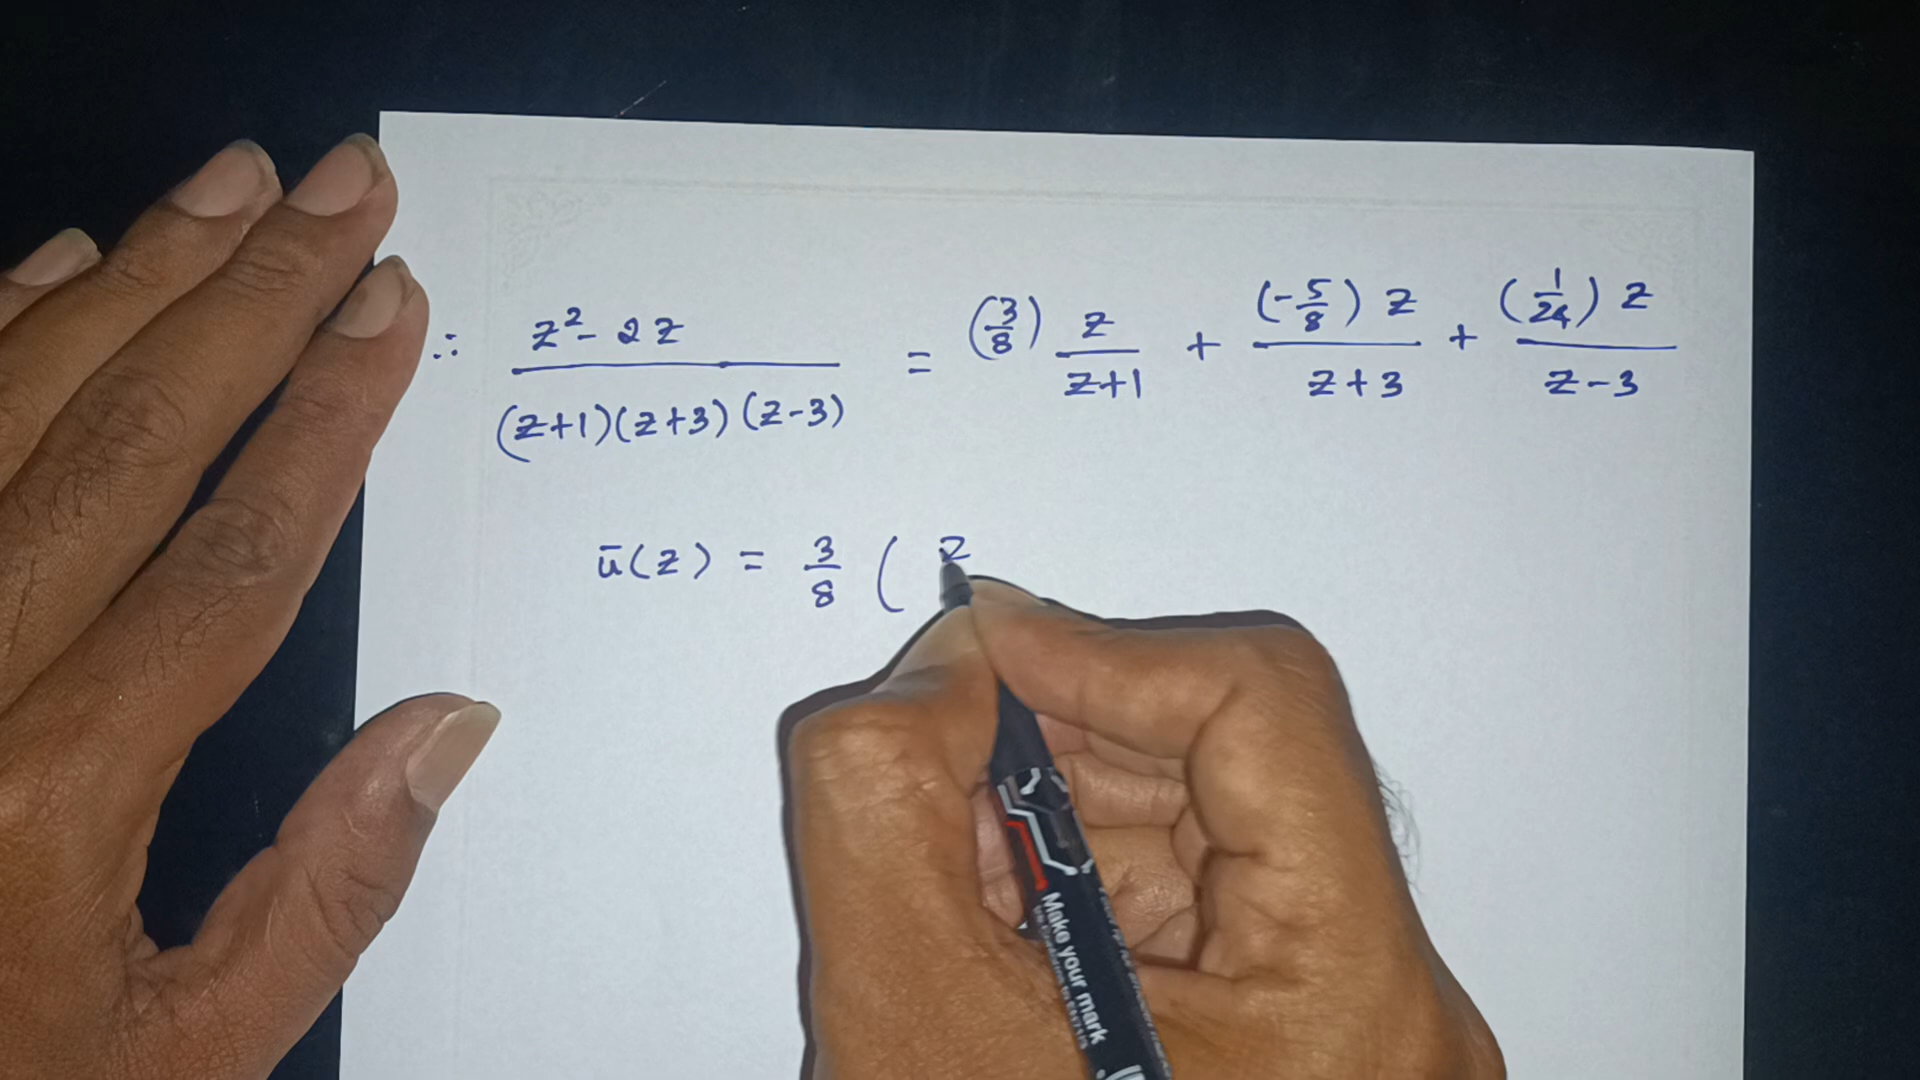 ∴ z² - 2z / (z+1)(z+3)(z-3) = (3/8) z/z+1 + (-5/8) z / z+3 + (1/24) z / z-3
ū(z) = 3/8 ( z
Make your mark